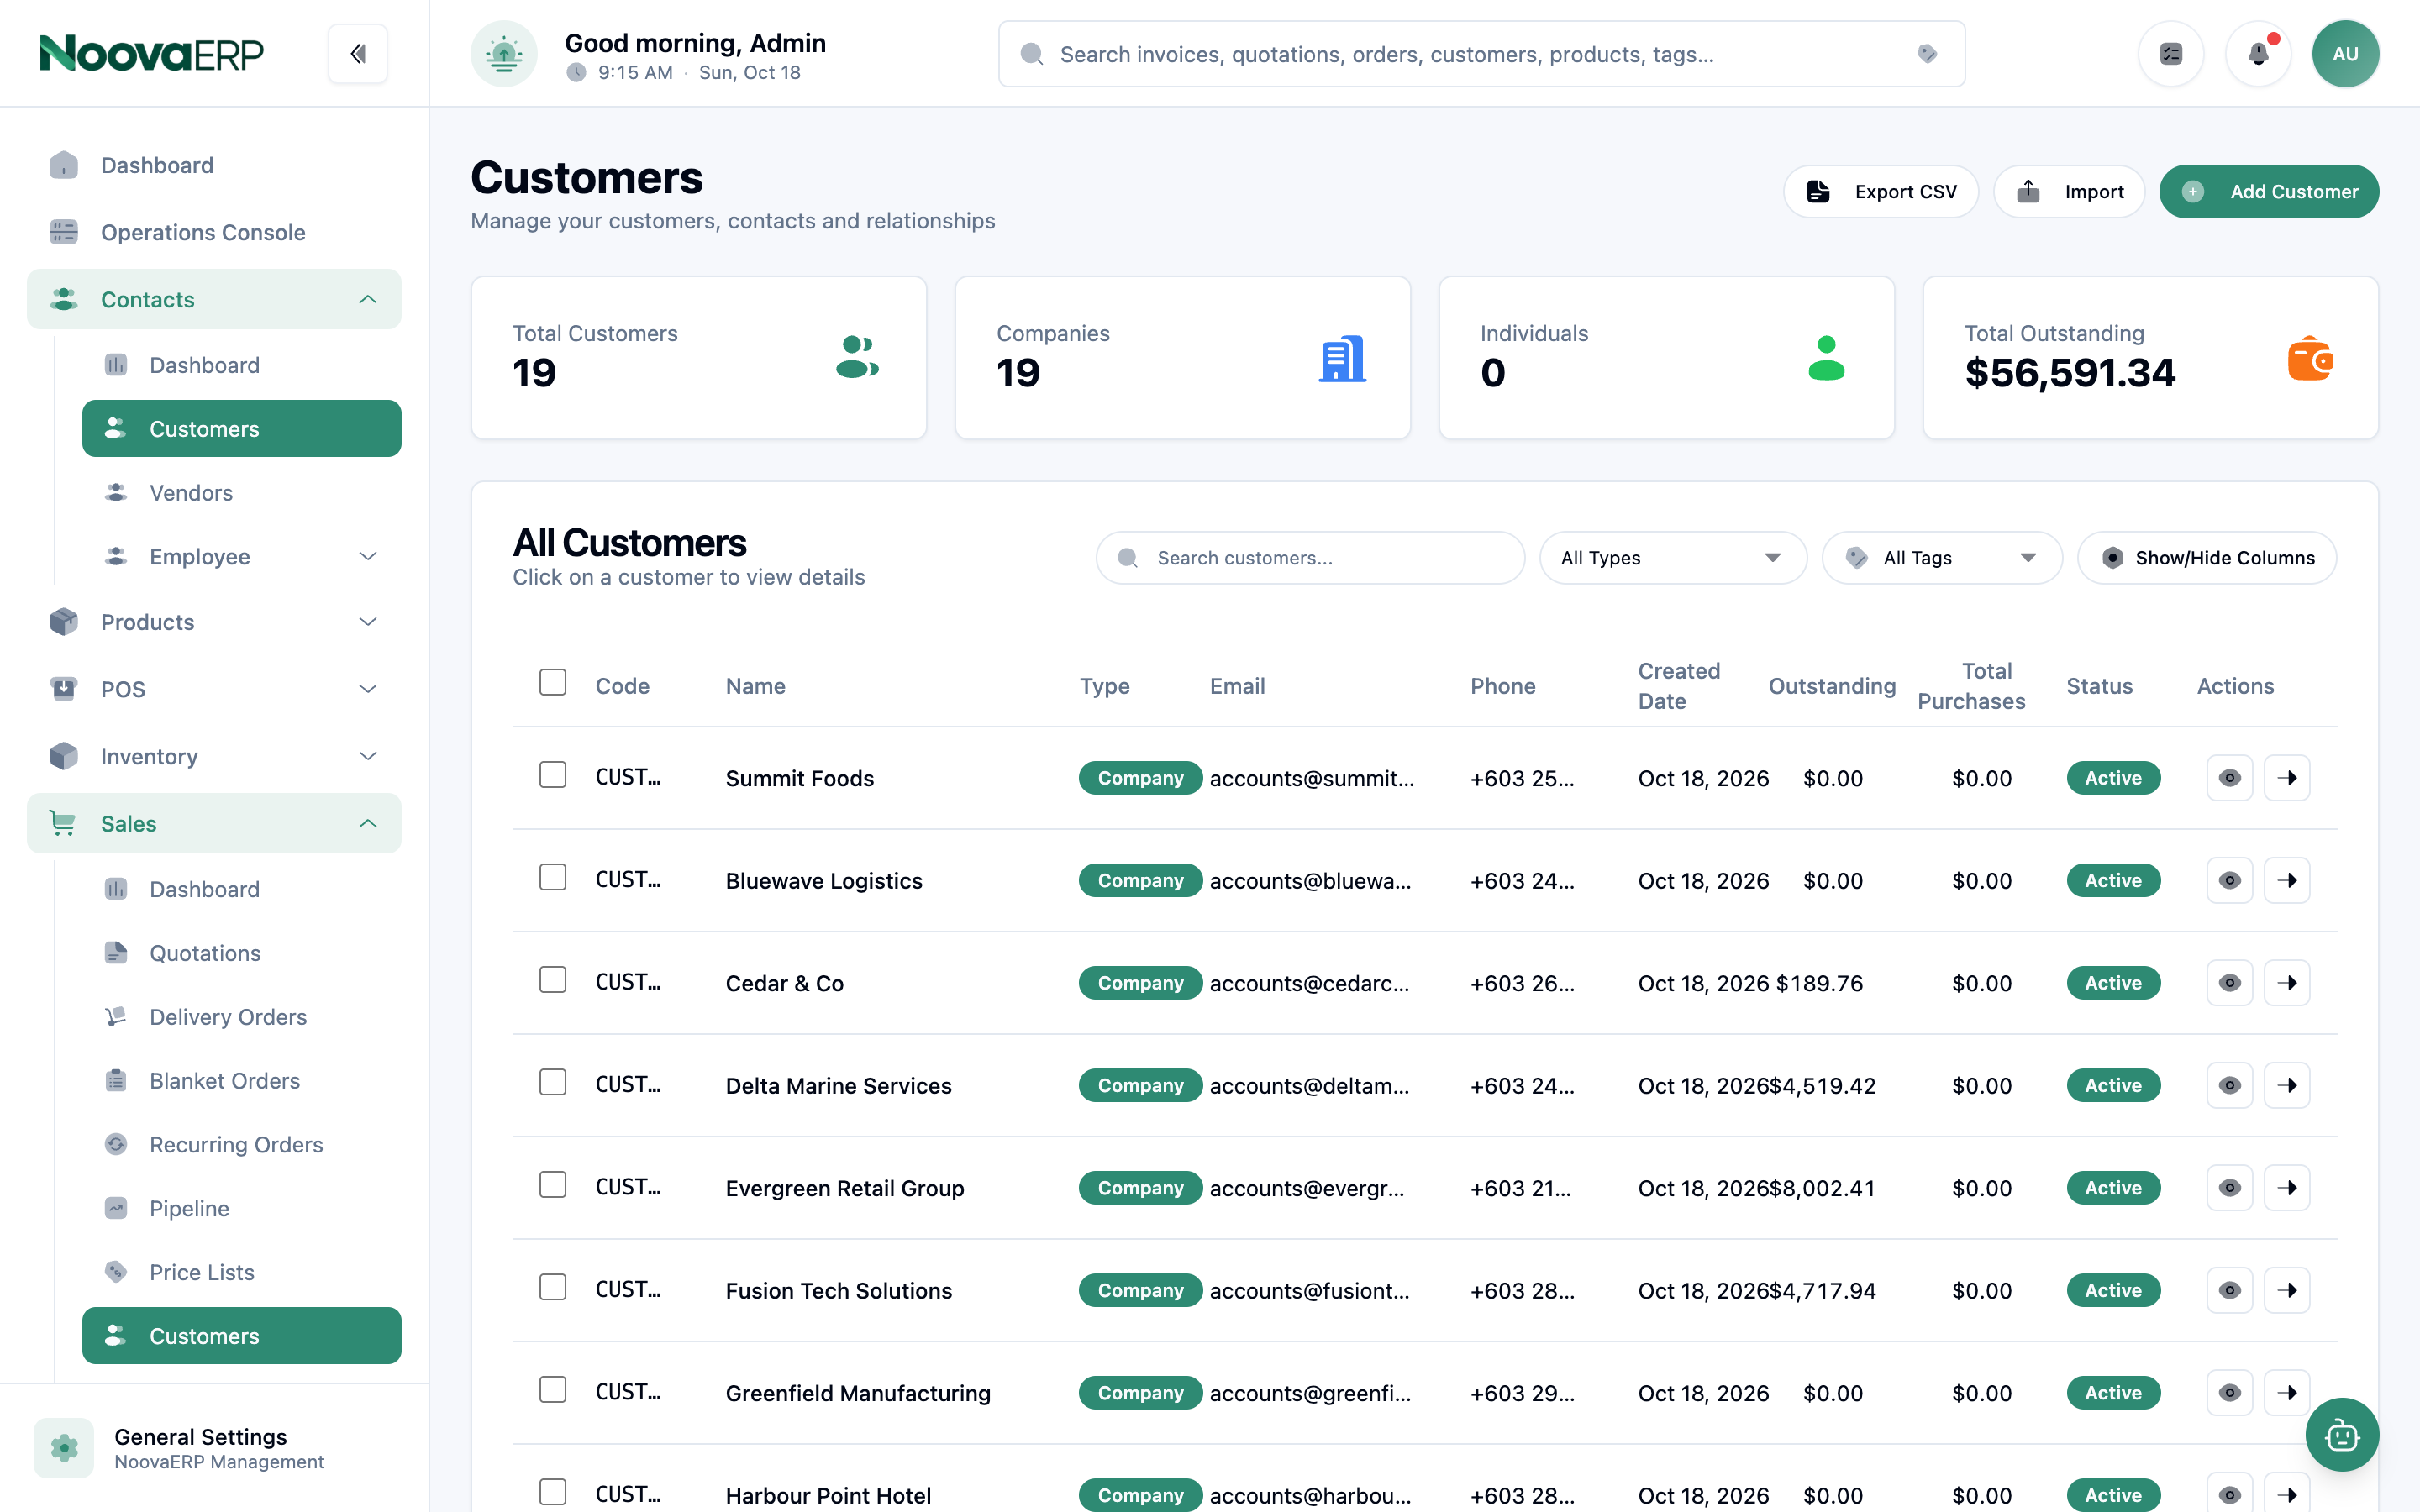 NoovaERP
Good morning, Admin
9:15 AM · Sun, Oct 18
Search invoices, quotations, orders, customers, products, tags...
AU
Dashboard
Operations Console
Contacts
Dashboard
Customers
Vendors
Employee
Products
POS
Inventory
Sales
Dashboard
Quotations
Delivery Orders
Blanket Orders
Recurring Orders
Pipeline
Price Lists
Customers
General Settings
NoovaERP Management
Customers
Manage your customers, contacts and relationships
Export CSV
Import
Add Customer
Total Customers
19
Companies
19
Individuals
0
Total Outstanding
$56,591.34
All Customers
Click on a customer to view details
Search customers...
All Types
All Tags
Show/Hide Columns
Code Name Type Email Phone Created Date Outstanding Total Purchases Status Actions
CUST... Summit Foods Company accounts@summit... +603 25... Oct 18, 2026 $0.00 $0.00 Active
CUST... Bluewave Logistics Company accounts@bluewa... +603 24... Oct 18, 2026 $0.00 $0.00 Active
CUST... Cedar & Co Company accounts@cedarc... +603 26... Oct 18, 2026 $189.76 $0.00 Active
CUST... Delta Marine Services Company accounts@deltam... +603 24... Oct 18, 2026 $4,519.42 $0.00 Active
CUST... Evergreen Retail Group Company accounts@evergr... +603 21... Oct 18, 2026 $8,002.41 $0.00 Active
CUST... Fusion Tech Solutions Company accounts@fusiont... +603 28... Oct 18, 2026 $4,717.94 $0.00 Active
CUST... Greenfield Manufacturing Company accounts@greenfi... +603 29... Oct 18, 2026 $0.00 $0.00 Active
CUST... Harbour Point Hotel Company accounts@harbou... +603 28... Oct 18, 2026 $0.00 $0.00 Active